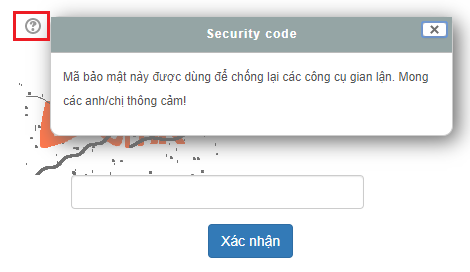 Security code
Mã bảo mật này được dùng để chống lại các công cụ gian lận. Mong
các anh/chị thông cảm!
Xác nhận